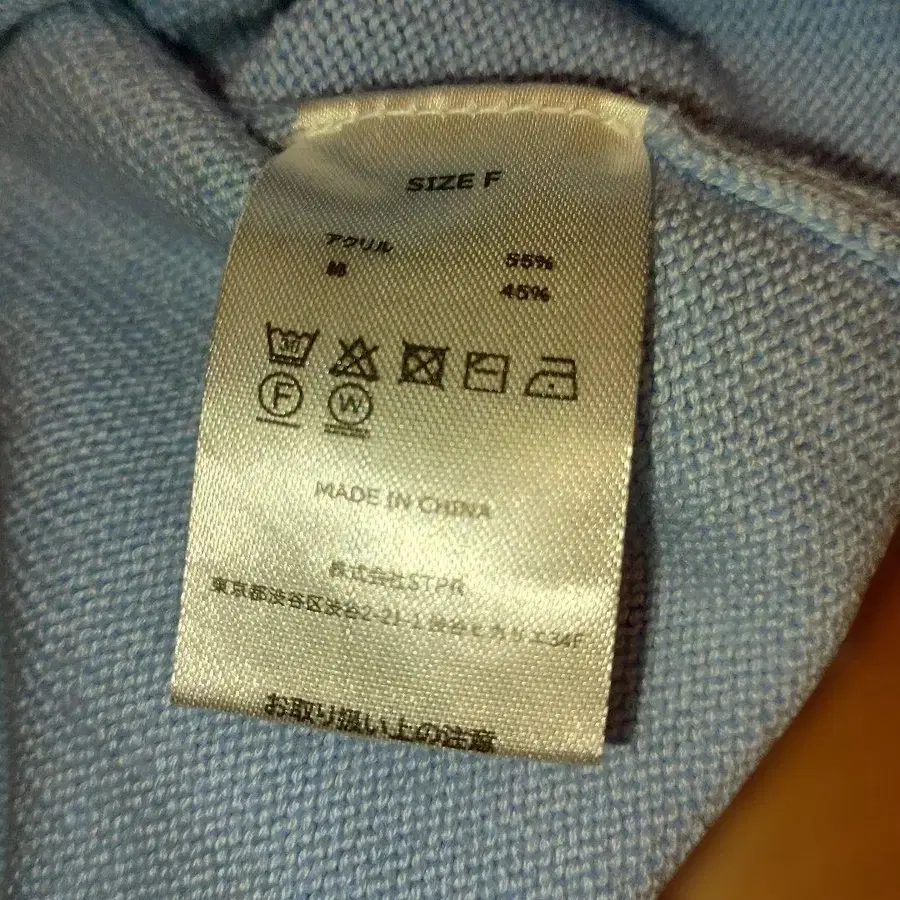 SIZE F
アクリル 55%
綿 45%
30
F W
MADE IN CHINA
株式会社STPR
東京都渋谷区渋谷2-21-1渋谷ヒカリエ34F
お取り扱い上の注意